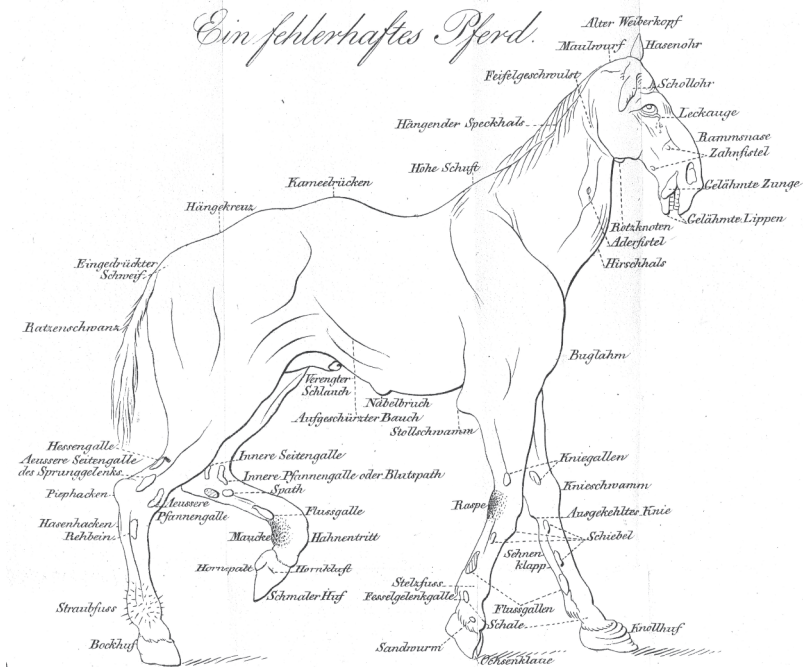 Ein fehlerhaftes Pferd.
Alter Weiberkopf
Maulwurf
Hasenohr
Feifelgeschwulst
Schollohr
Leckauge
Hängender Speckhals
Rammsnase
Zahnfistel
Hohe Schuft
Kameelrücken
Gelähmte Zunge
Hängekreuz
Gelähmte Lippen
Rotzknoten
Aderfistel
Eingedrückter
Schweif
Hirschhals
Ratzenschwanz
Buglahm
Verengter
Schlauch
Nabelbruch
Aufgeschürzter Bauch
Stollschwamm
Hessengalle
Aeussere Seitengalle
des Sprunggelenks
Innere Seitengalle
Kniegallen
Innere Pfannengalle oder Blutspath
Piephacken
Spath
Knieschwamm
Aeussere
Pfannengalle
Flussgalle
Raspe
Ausgekehltes Knie
Hasenhacken
Rehbein
Maucke
Hahnentritt
Schiebel
Sehnen
klapp
Hornspalt
Hornkluft
Stelzfuss
Schmaler Huf
Fesselgelenkgalle
Straubfuss
Flussgallen
Schale
Knollhuf
Bockhuf
Sandwurm
Ochsenklaue